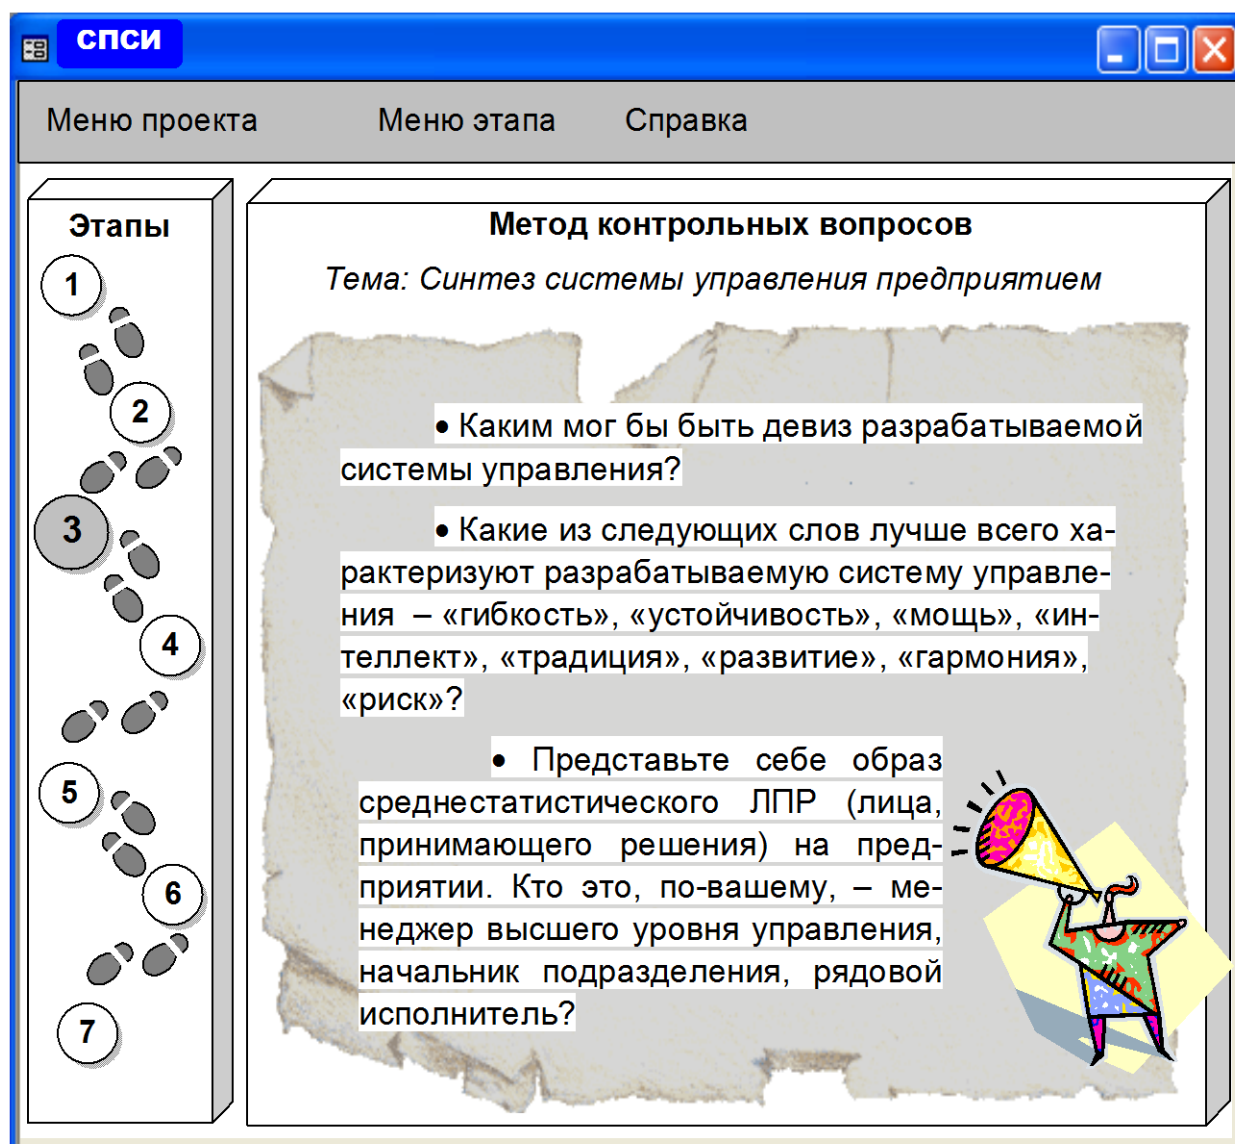 СПСИ
Меню проекта Меню этапа Справка
Этапы
1
2
3
4
5
6
7
Метод контрольных вопросов
Тема: Синтез системы управления предприятием
• Каким мог бы быть девиз разрабатываемой
системы управления?
• Какие из следующих слов лучше всего ха-
рактеризуют разрабатываемую систему управле-
ния – «гибкость», «устойчивость», «мощь», «ин-
теллект», «традиция», «развитие», «гармония»,
«риск»?
• Представьте себе образ
среднестатистического ЛПР (лица,
принимающего решения) на пред-
приятии. Кто это, по-вашему, – ме-
неджер высшего уровня управления,
начальник подразделения, рядовой
исполнитель?